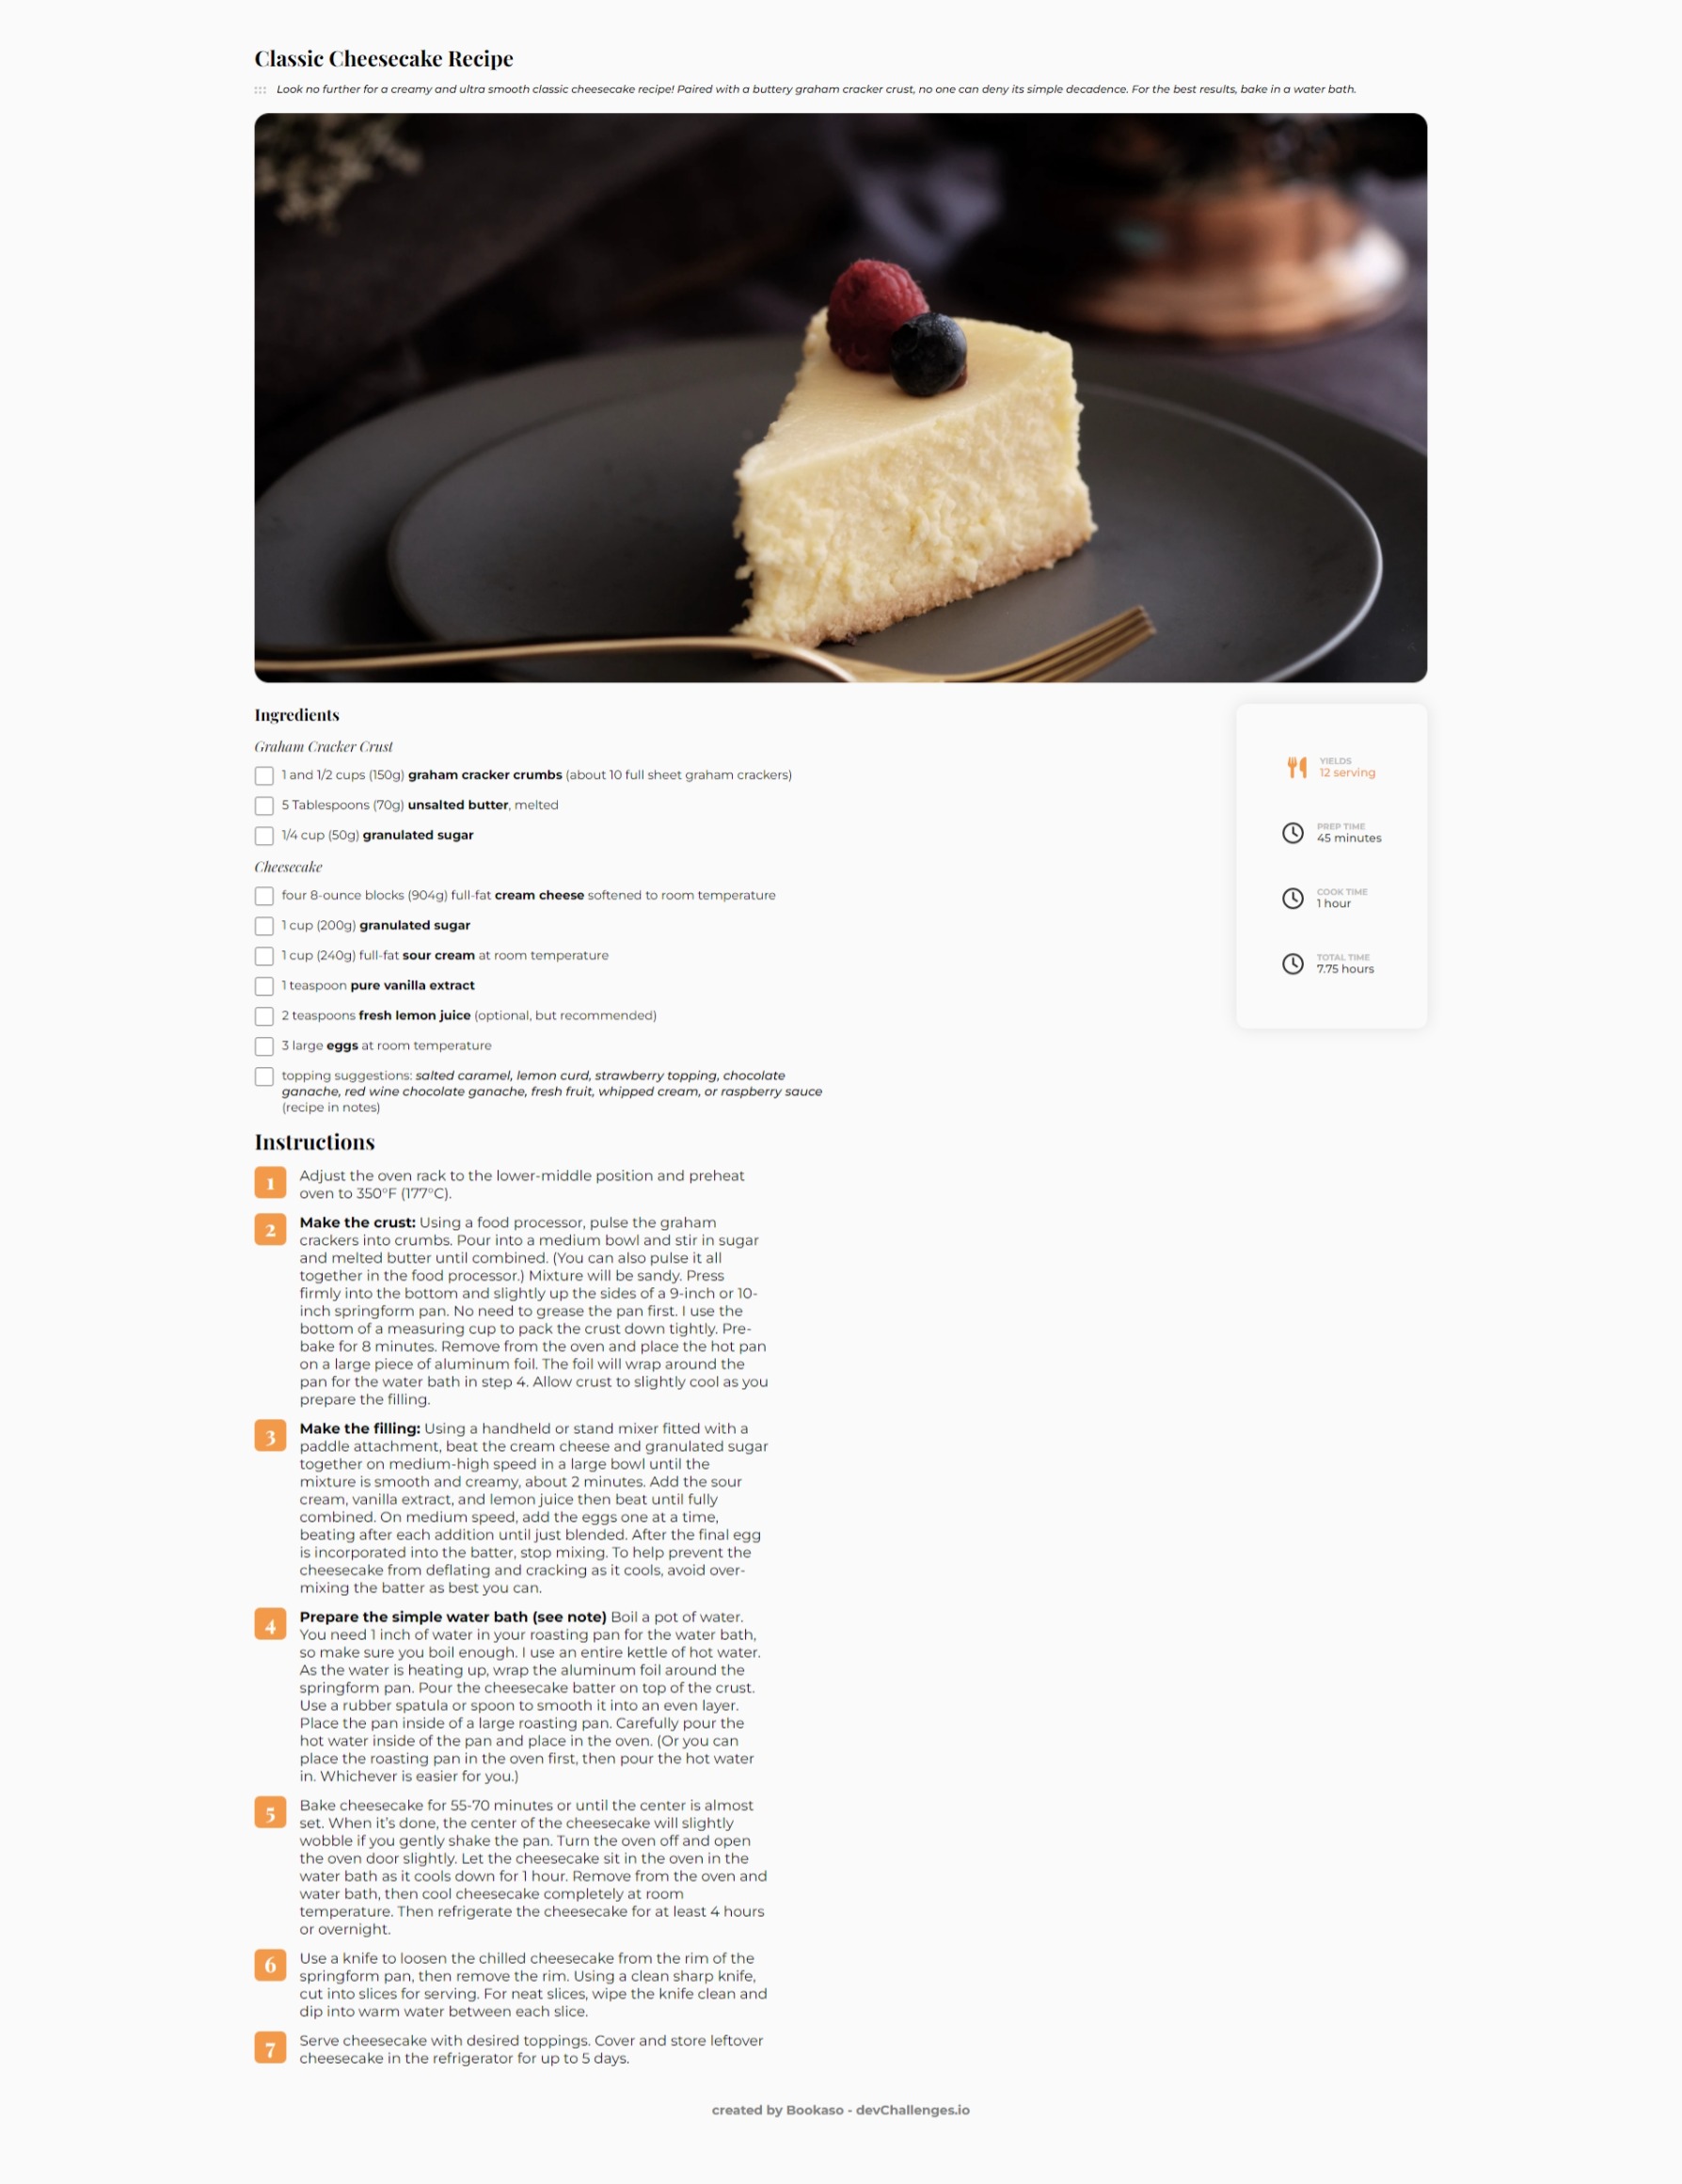 Classic Cheesecake Recipe
Look no further for a creamy and ultra smooth classic cheesecake recipe! Paired with a buttery graham cracker crust, no one can deny its simple decadence. For the best results, bake in a water bath.
Ingredients
Graham Cracker Crust
1 and 1/2 cups (150g) graham cracker crumbs (about 10 full sheet graham crackers)
5 Tablespoons (70g) unsalted butter, melted
1/4 cup (50g) granulated sugar
Cheesecake
four 8-ounce blocks (904g) full-fat cream cheese softened to room temperature
1 cup (200g) granulated sugar
1 cup (240g) full-fat sour cream at room temperature
1 teaspoon pure vanilla extract
2 teaspoons fresh lemon juice (optional, but recommended)
3 large eggs at room temperature
topping suggestions: salted caramel, lemon curd, strawberry topping, chocolate
ganache, red wine chocolate ganache, fresh fruit, whipped cream, or raspberry sauce
(recipe in notes)
YIELDS
12 serving
PREP TIME
45 minutes
COOK TIME
1 hour
TOTAL TIME
7.75 hours
Instructions
1 Adjust the oven rack to the lower-middle position and preheat
oven to 350°F (177°C).
2 Make the crust: Using a food processor, pulse the graham
crackers into crumbs. Pour into a medium bowl and stir in sugar
and melted butter until combined. (You can also pulse it all
together in the food processor.) Mixture will be sandy. Press
firmly into the bottom and slightly up the sides of a 9-inch or 10-
inch springform pan. No need to grease the pan first. I use the
bottom of a measuring cup to pack the crust down tightly. Pre-
bake for 8 minutes. Remove from the oven and place the hot pan
on a large piece of aluminum foil. The foil will wrap around the
pan for the water bath in step 4. Allow crust to slightly cool as you
prepare the filling.
3 Make the filling: Using a handheld or stand mixer fitted with a
paddle attachment, beat the cream cheese and granulated sugar
together on medium-high speed in a large bowl until the
mixture is smooth and creamy, about 2 minutes. Add the sour
cream, vanilla extract, and lemon juice then beat until fully
combined. On medium speed, add the eggs one at a time,
beating after each addition until just blended. After the final egg
is incorporated into the batter, stop mixing. To help prevent the
cheesecake from deflating and cracking as it cools, avoid over-
mixing the batter as best you can.
4 Prepare the simple water bath (see note) Boil a pot of water.
You need 1 inch of water in your roasting pan for the water bath,
so make sure you boil enough. I use an entire kettle of hot water.
As the water is heating up, wrap the aluminum foil around the
springform pan. Pour the cheesecake batter on top of the crust.
Use a rubber spatula or spoon to smooth it into an even layer.
Place the pan inside of a large roasting pan. Carefully pour the
hot water inside of the pan and place in the oven. (Or you can
place the roasting pan in the oven first, then pour the hot water
in. Whichever is easier for you.)
5 Bake cheesecake for 55-70 minutes or until the center is almost
set. When it's done, the center of the cheesecake will slightly
wobble if you gently shake the pan. Turn the oven off and open
the oven door slightly. Let the cheesecake sit in the oven in the
water bath as it cools down for 1 hour. Remove from the oven and
water bath, then cool cheesecake completely at room
temperature. Then refrigerate the cheesecake for at least 4 hours
or overnight.
6 Use a knife to loosen the chilled cheesecake from the rim of the
springform pan, then remove the rim. Using a clean sharp knife,
cut into slices for serving. For neat slices, wipe the knife clean and
dip into warm water between each slice.
7 Serve cheesecake with desired toppings. Cover and store leftover
cheesecake in the refrigerator for up to 5 days.
created by Bookaso - devChallenges.io